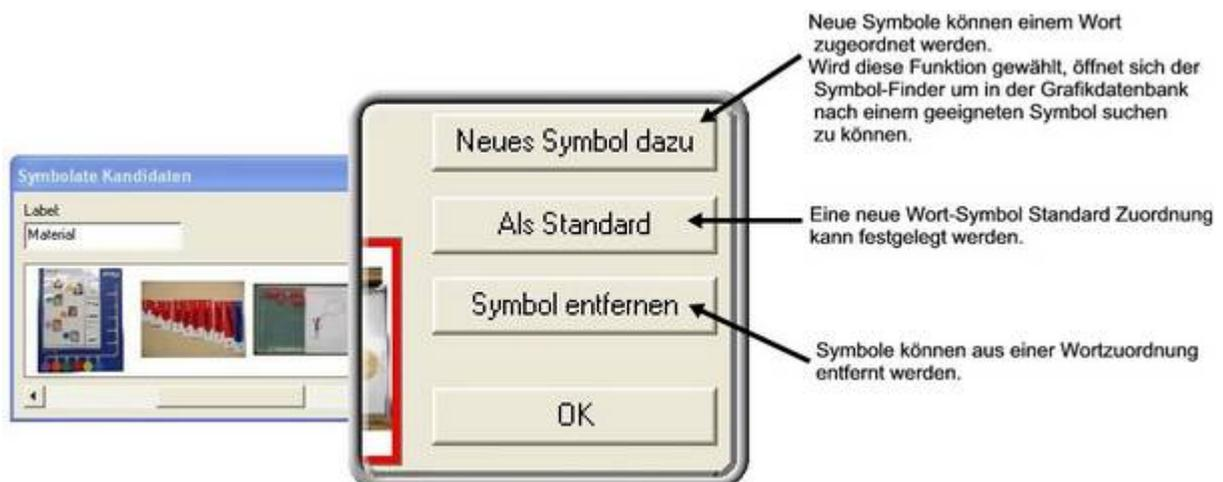 Symbolate Kandidaten
Label:
Material
Neues Symbol dazu
Als Standard
Symbol entfernen
OK
Neue Symbole können einem Wort
zugeordnet werden.
Wird diese Funktion gewählt, öffnet sich der
Symbol-Finder um in der Grafikdatenbank
nach einem geeigneten Symbol suchen
zu können.
Eine neue Wort-Symbol Standard Zuordnung
kann festgelegt werden.
Symbole können aus einer Wortzuordnung
entfernt werden.